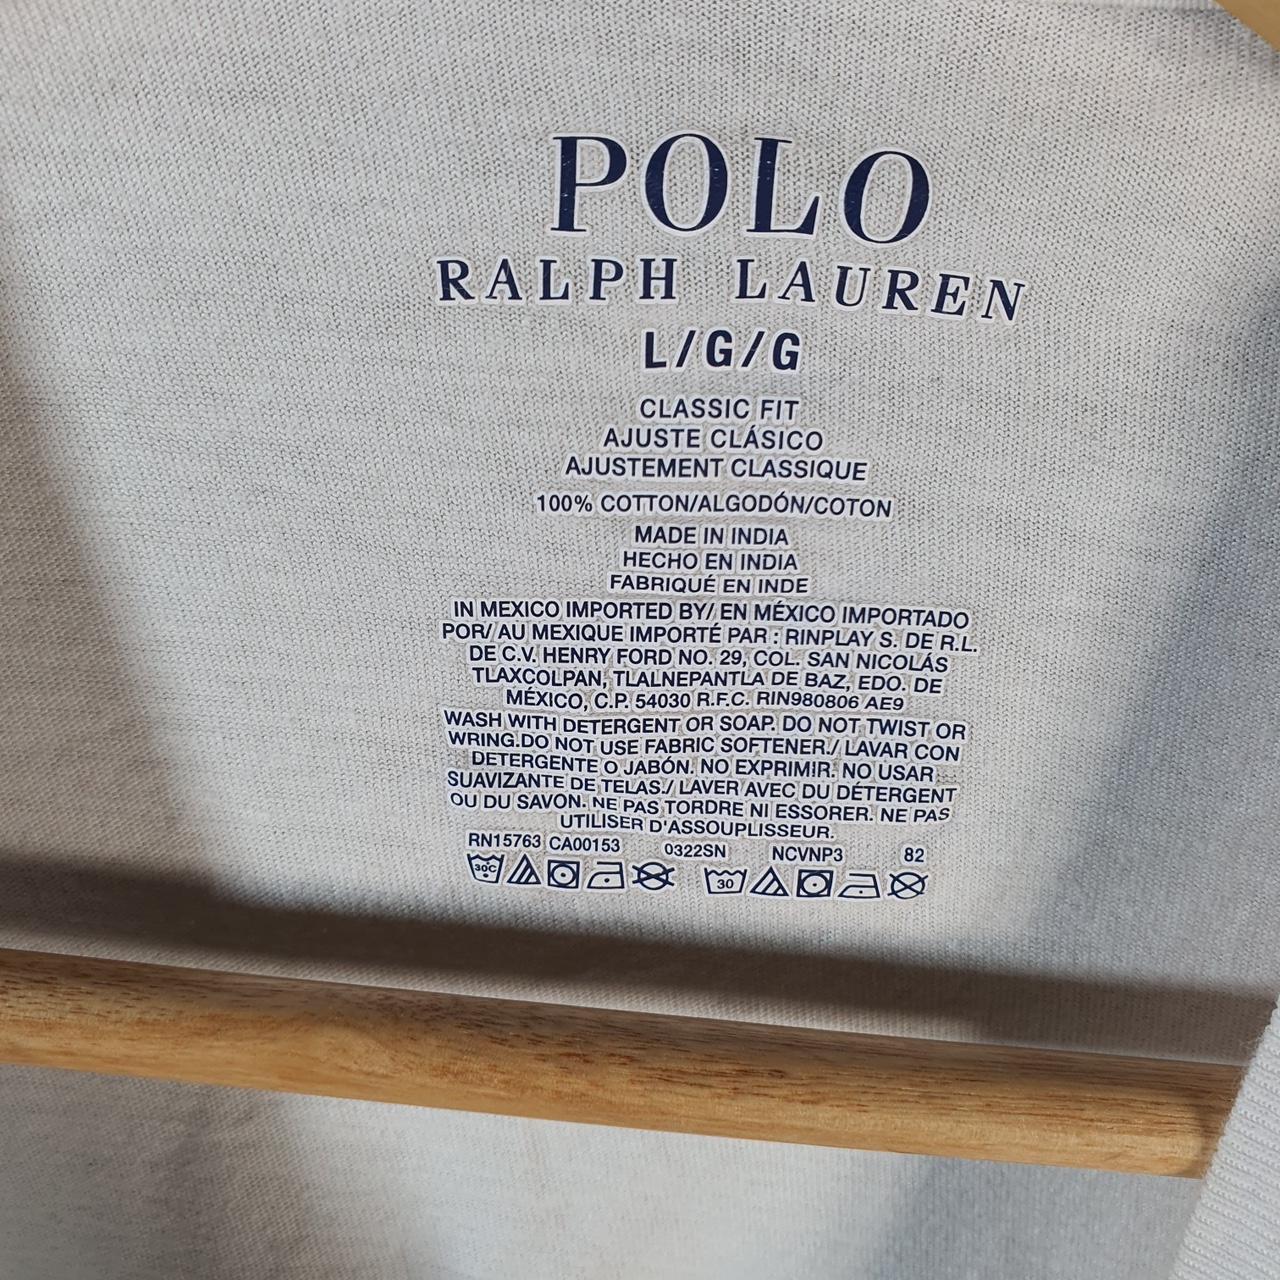 POLO
RALPH LAUREN
L/G/G
CLASSIC FIT
AJUSTE CLÁSICO
AJUSTEMENT CLASSIQUE
100% COTTON/ALGODÓN/COTON
MADE IN INDIA
HECHO EN INDIA
FABRIQUÉ EN INDE
IN MEXICO IMPORTED BY/ EN MÉXICO IMPORTADO
POR/ AU MEXIQUE IMPORTÉ PAR : RINPLAY S. DE R.L.
DE C.V. HENRY FORD NO. 29, COL. SAN NICOLÁS
TLAXCOLPAN, TLALNEPANTLA DE BAZ, EDO. DE
MÉXICO, C.P. 54030 R.F.C. RIN980806 AE9
WASH WITH DETERGENT OR SOAP. DO NOT TWIST OR
WRING.DO NOT USE FABRIC SOFTENER./ LAVAR CON
DETERGENTE O JABÓN. NO EXPRIMIR. NO USAR
SUAVIZANTE DE TELAS./ LAVER AVEC DU DÉTERGENT
OU DU SAVON. NE PAS TORDRE NI ESSORER. NE PAS
UTILISER D'ASSOUPLISSEUR.
RN15763 CA00153 0322SN NCVNP3 82
30C 30